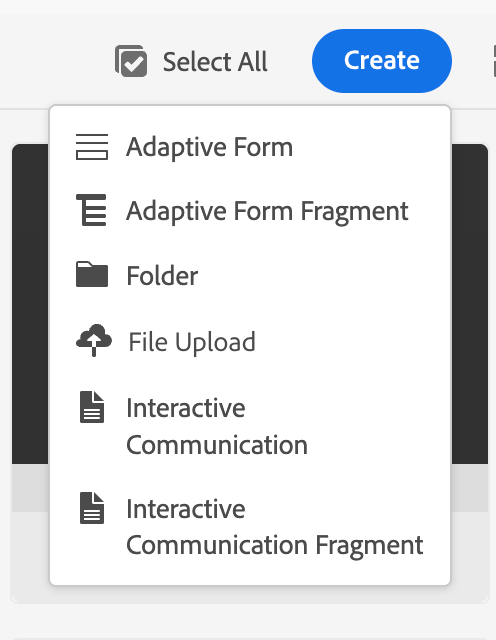 Select All
Create
Adaptive Form
Adaptive Form Fragment
Folder
File Upload
Interactive
Communication
Interactive
Communication Fragment